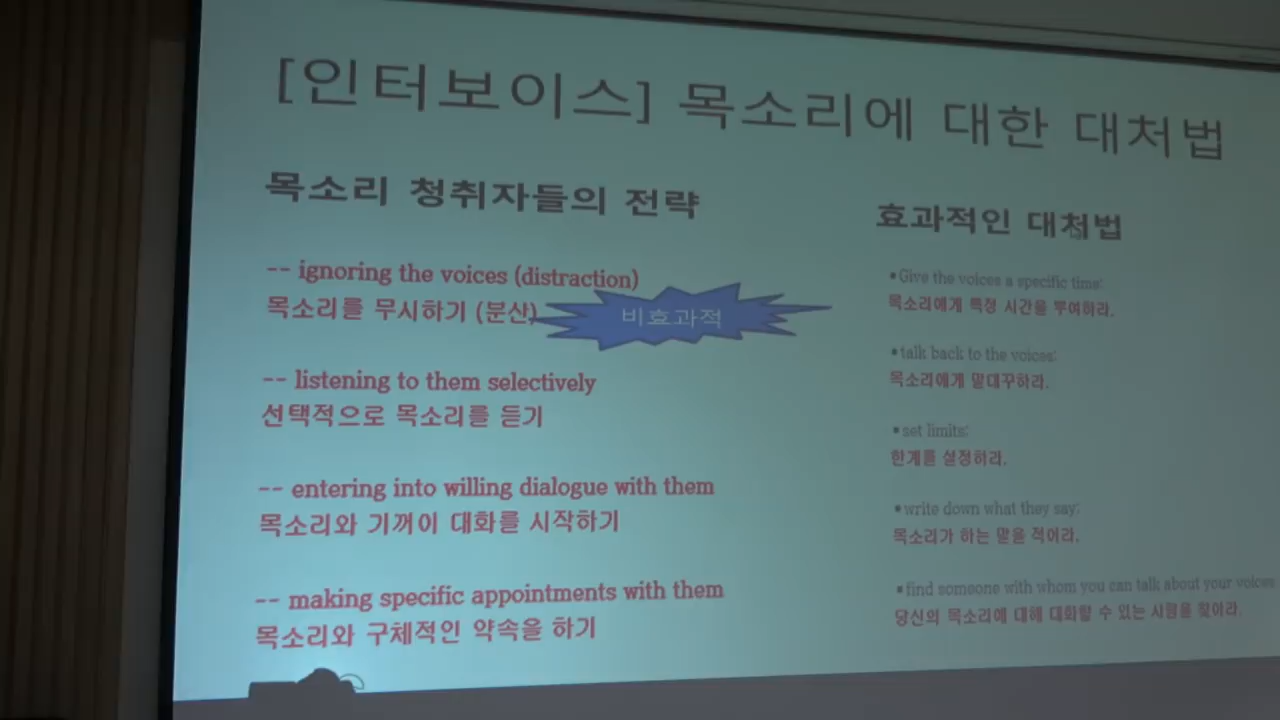 [인터보이스] 목소리에 대한 대처법
목소리 청취자들의 전략
-- ignoring the voices (distraction)
목소리를 무시하기 (분산)
비효과적
-- listening to them selectively
선택적으로 목소리를 듣기
-- entering into willing dialogue with them
목소리와 기꺼이 대화를 시작하기
-- making specific appointments with them
목소리와 구체적인 약속을 하기
효과적인 대처법
▪Give the voices a specific time:
목소리에게 특정 시간을 부여하라.
▪talk back to the voices:
목소리에게 말대꾸하라.
▪set limits:
한계를 설정하라.
▪write down what they say:
목소리가 하는 말을 적어라.
▪find someone with whom you can talk about your voices
당신의 목소리에 대해 대화할 수 있는 사람을 찾아라.